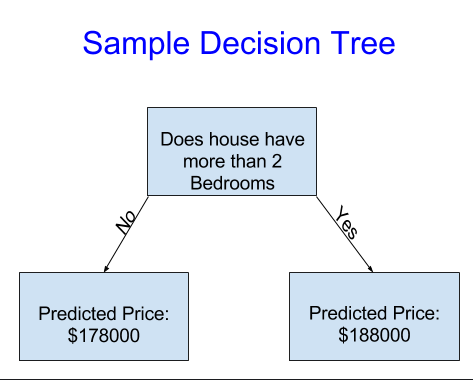 Sample Decision Tree
Does house have
more than 2
Bedrooms
No
Yes
Predicted Price:
$178000
Predicted Price:
$188000